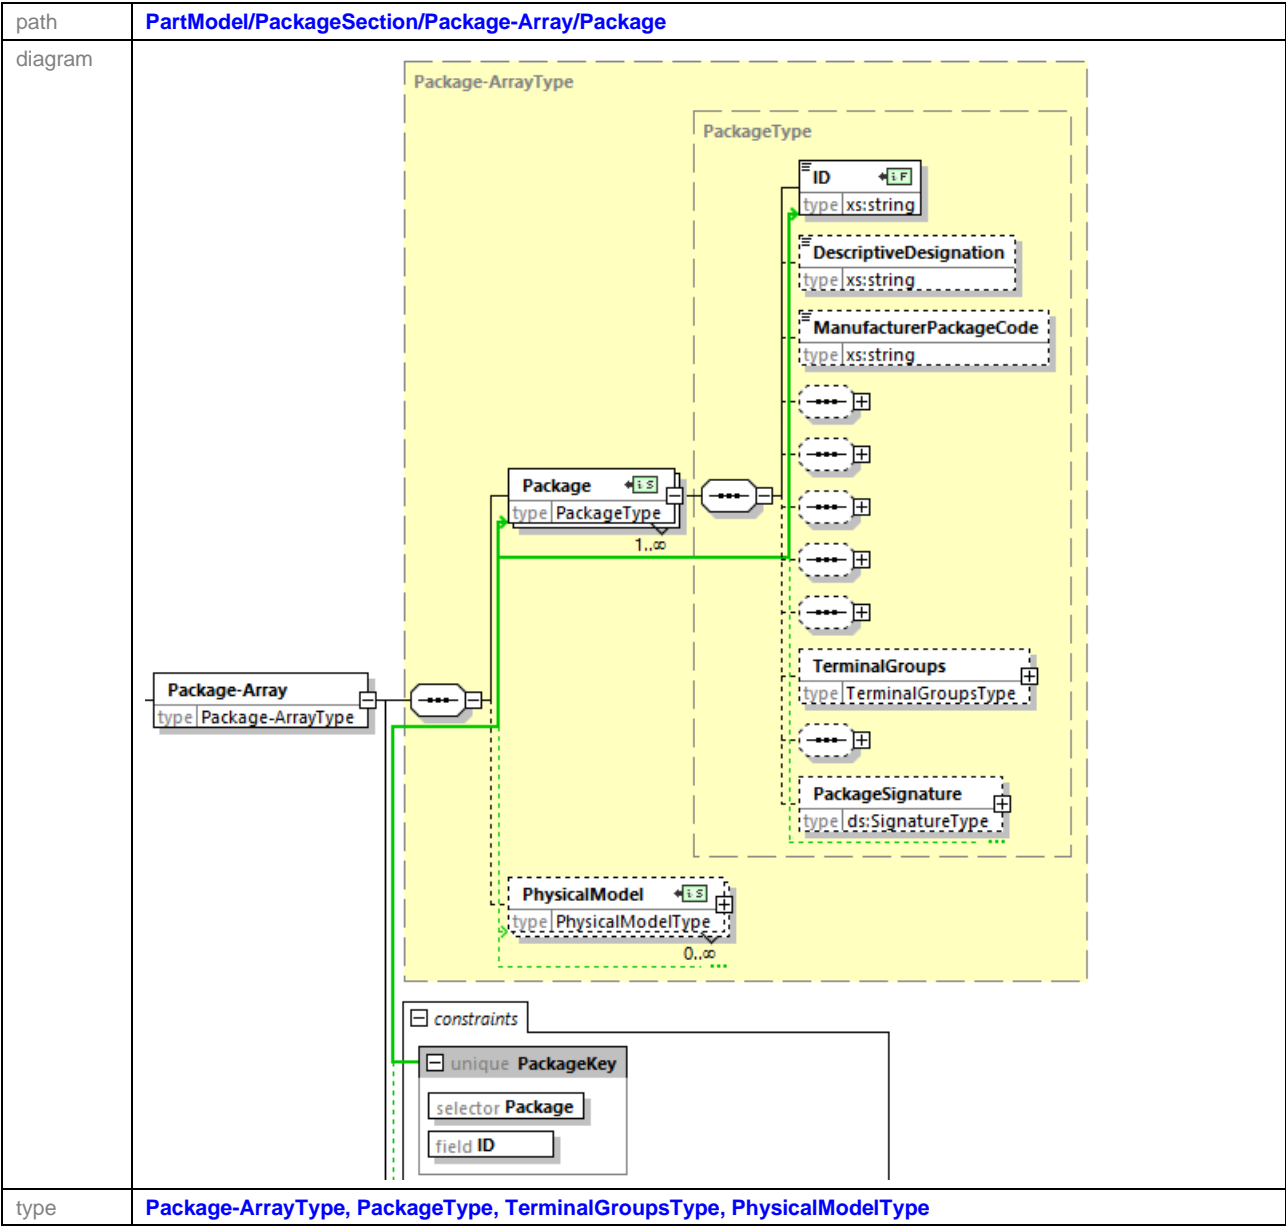 path
PartModel/PackageSection/Package-Array/Package
diagram
Package-ArrayType
PackageType
ID
type xs:string
DescriptiveDesignation
type xs:string
ManufacturerPackageCode
type xs:string
Package
type PackageType
1..∞
TerminalGroups
type TerminalGroupsType
Package-Array
type Package-ArrayType
PackageSignature
type ds:SignatureType
PhysicalModel
type PhysicalModelType
0..∞
constraints
unique PackageKey
selector Package
field ID
type
Package-ArrayType, PackageType, TerminalGroupsType, PhysicalModelType